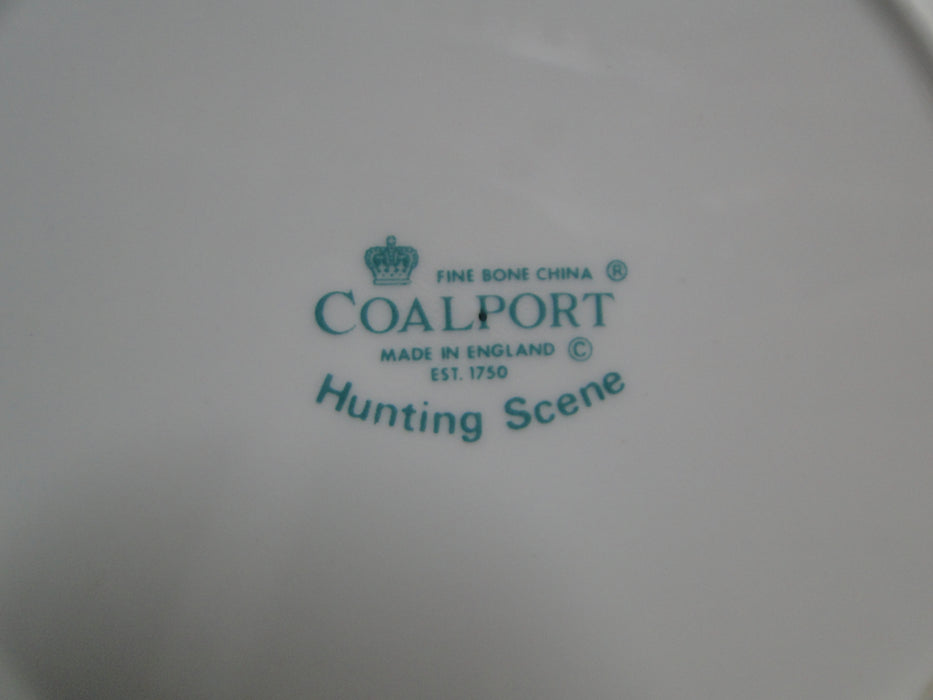 FINE BONE CHINA ®
COALPORT
MADE IN ENGLAND ©
EST. 1750
Hunting Scene